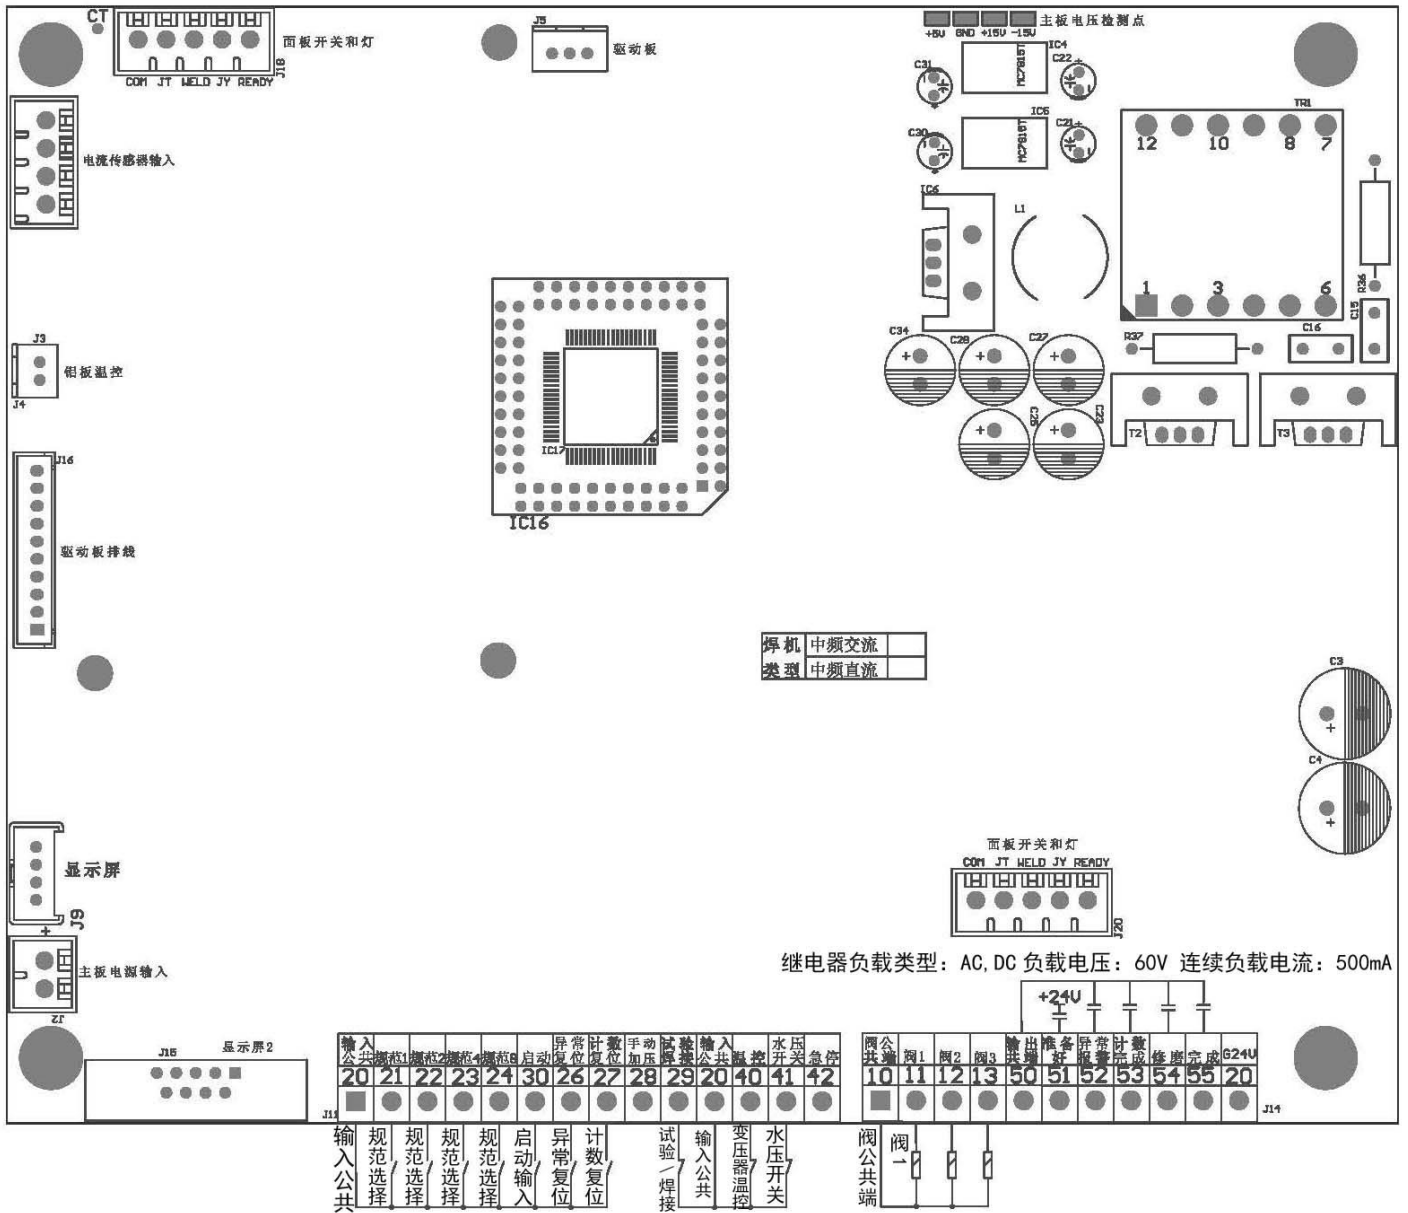 CT
面板开关和灯
COM JT WELD JY READY
J18
J5
驱动板
主板电压检测点
+5V GND +15V -15V
IC4
MC7815T
C31
C22
IC5
MC7815T
C30
C21
TR1
12 10 8 7
1 3 6
电流传感器输入
IC6
L1
R36
C15
J3
铝板温控
J4
C34
C28
C27
R37
C16
C25
C23
T2
T3
IC17
IC16
J16
驱动板排线
焊机 中频交流
类型 中频直流
C3
C4
显示屏
J9
+
主板电源输入
J2
面板开关和灯
COM JT WELD JY READY
J20
继电器负载类型：AC,DC 负载电压：60V 连续负载电流：500mA
+24V
J15
显示屏2
输入公共 规范1 规范2 规范4 规范8 启动 异常复位 计数复位 手动加压 试验焊接 输入公共 温控 水压开关 急停
20 21 22 23 24 30 26 27 28 29 20 40 41 42
J11
阀公共端 阀1 阀2 阀3 输出共端 准备好 异常报警 计数完成 修磨 完成 G24V
10 11 12 13 50 51 52 53 54 55 20
J14
输入公共
规范选择
规范选择
规范选择
规范选择
启动输入
异常复位
计数复位
试验/焊接
输入公共
变压器温控
水压开关
阀公共端
阀1